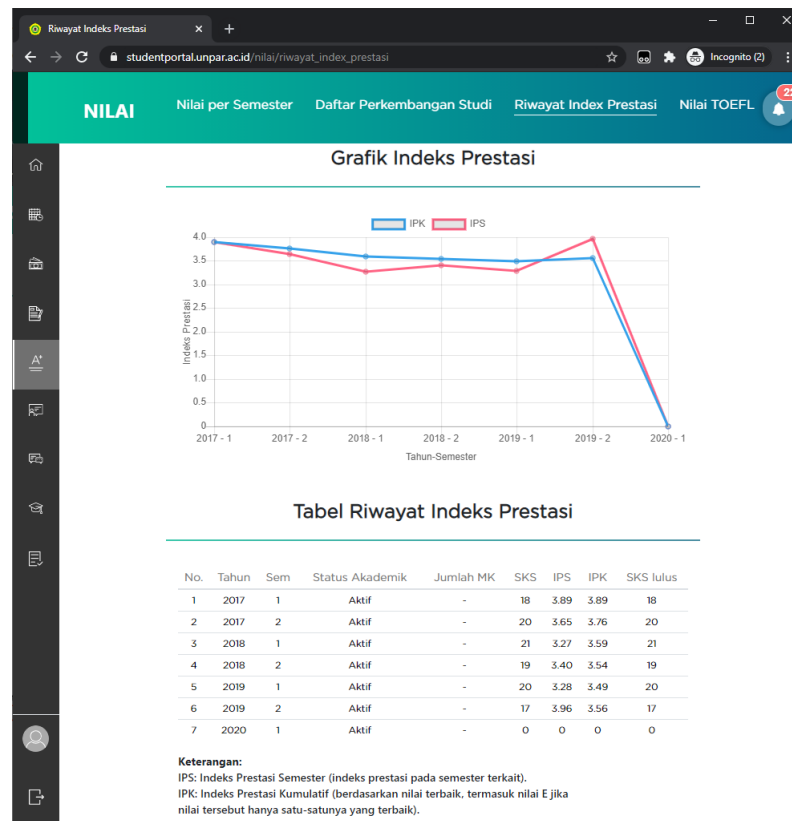 Riwayat Indeks Prestasi
studentportal.unpar.ac.id/nilai/riwayat_index_prestasi
Incognito (2)
NILAI Nilai per Semester Daftar Perkembangan Studi Riwayat Index Prestasi Nilai TOEFL
Grafik Indeks Prestasi
IPK IPS
4.0
3.5
3.0
2.5
2.0
1.5
1.0
0.5
0
Indeks Prestasi
2017 - 1 2017 - 2 2018 - 1 2018 - 2 2019 - 1 2019 - 2 2020 - 1
Tahun-Semester
Tabel Riwayat Indeks Prestasi
No. Tahun Sem Status Akademik Jumlah MK SKS IPS IPK SKS lulus
1 2017 1 Aktif - 18 3.89 3.89 18
2 2017 2 Aktif - 20 3.65 3.76 20
3 2018 1 Aktif - 21 3.27 3.59 21
4 2018 2 Aktif - 19 3.40 3.54 19
5 2019 1 Aktif - 20 3.28 3.49 20
6 2019 2 Aktif - 17 3.96 3.56 17
7 2020 1 Aktif - 0 0 0 0
Keterangan:
IPS: Indeks Prestasi Semester (indeks prestasi pada semester terkait).
IPK: Indeks Prestasi Kumulatif (berdasarkan nilai terbaik, termasuk nilai E jika
nilai tersebut hanya satu-satunya yang terbaik).